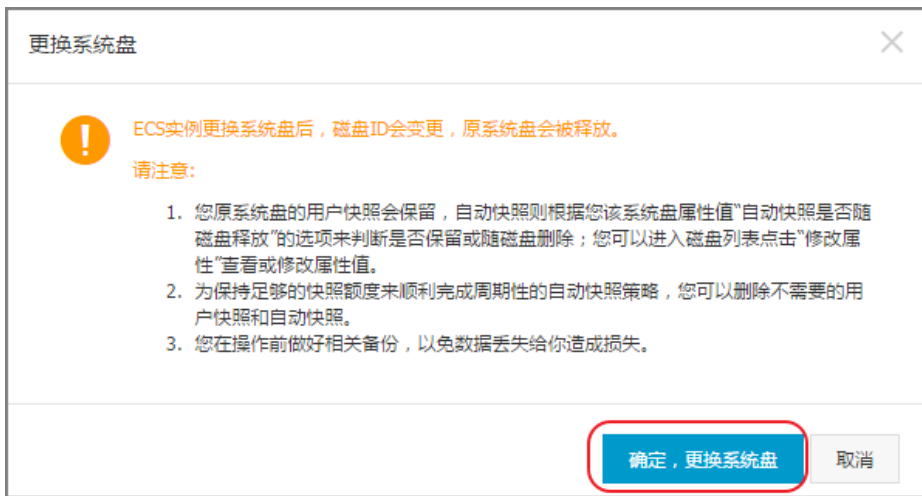 更换系统盘
ECS实例更换系统盘后，磁盘ID会变更，原系统盘会被释放。
请注意:
1. 您原系统盘的用户快照会保留，自动快照则根据您该系统盘属性值“自动快照是否随
磁盘释放”的选项来判断是否保留或随磁盘删除；您可以进入磁盘列表点击“修改属
性”查看或修改属性值。
2. 为保持足够的快照额度来顺利完成周期性的自动快照策略，您可以删除不需要的用
户快照和自动快照。
3. 您在操作前做好相关备份，以免数据丢失给你造成损失。
确定，更换系统盘 取消